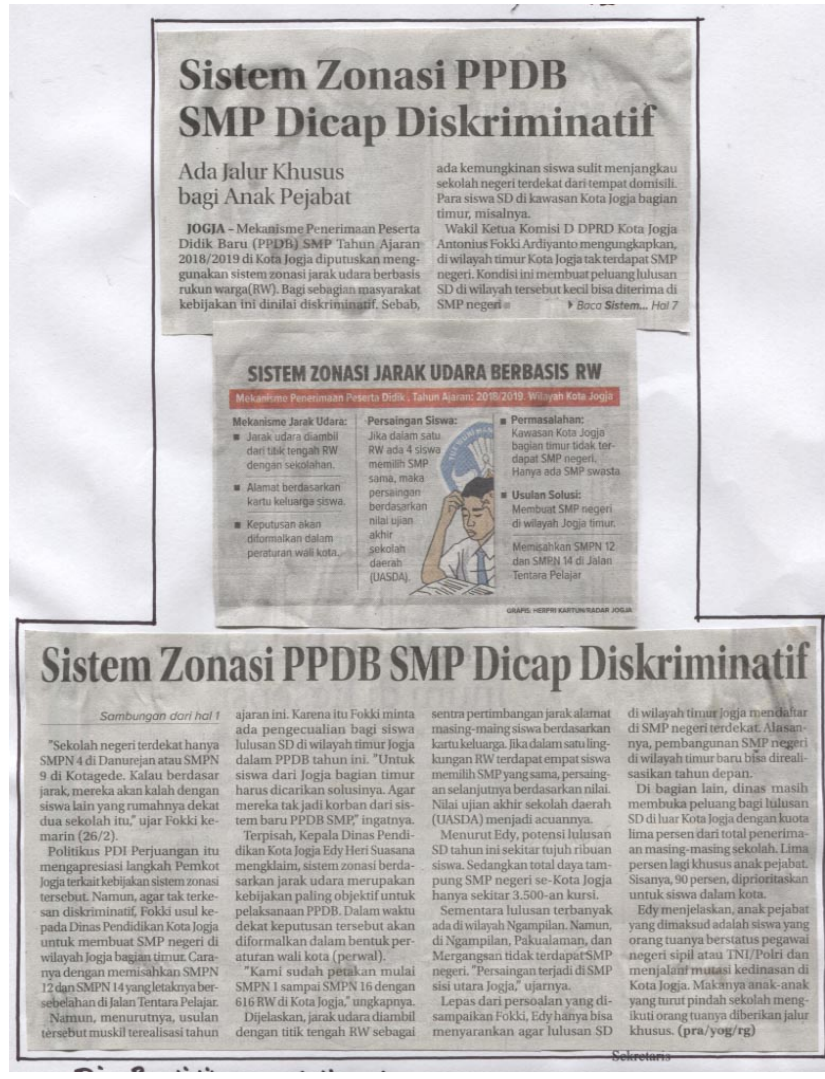 Sistem Zonasi PPDB
SMP Dicap Diskriminatif
Ada Jalur Khusus
bagi Anak Pejabat
JOGJA – Mekanisme Penerimaan Peserta
Didik Baru (PPDB) SMP Tahun Ajaran
2018/2019 di Kota Jogja diputuskan meng-
gunakan sistem zonasi jarak udara berbasis
rukun warga(RW). Bagi sebagian masyarakat
kebijakan ini dinilai diskriminatif. Sebab,
ada kemungkinan siswa sulit menjangkau
sekolah negeri terdekat dari tempat domisili.
Para siswa SD di kawasan Kota Jogja bagian
timur, misalnya.
Wakil Ketua Komisi D DPRD Kota Jogja
Antonius Fokki Ardiyanto mengungkapkan,
di wilayah timur Kota Jogja tak terdapat SMP
negeri. Kondisi ini membuat peluang lulusan
SD di wilayah tersebut kecil bisa diterima di
SMP negeri
Baca Sistem... Hal 7
SISTEM ZONASI JARAK UDARA BERBASIS RW
Mekanisme Penerimaan Peserta Didik , Tahun Ajaran: 2018/2019. Wilayah Kota Jogja
Mekanisme Jarak Udara:
Jarak udara diambil
dari titik tengah RW
dengan sekolahan.
Alamat berdasarkan
kartu keluarga siswa.
Keputusan akan
diformalkan dalam
peraturan wali kota.
Persaingan Siswa:
Jika dalam satu
RW ada 4 siswa
memilih SMP
sama, maka
persaingan
berdasarkan
nilai ujian
akhir
sekolah
daerah
(UASDA).
Permasalahan:
Kawasan Kota Jogja
bagian timur tidak ter-
dapat SMP negeri.
Hanya ada SMP swasta
Usulan Solusi:
Membuat SMP negeri
di wilayah Jogja timur.
Memisahkan SMPN 12
dan SMPN 14 di Jalan
Tentara Pelajar
GRAFIS: HERPRI KARTUN/RADAR JOGJA
Sistem Zonasi PPDB SMP Dicap Diskriminatif
Sambungan dari hal 1
"Sekolah negeri terdekat hanya
SMPN 4 di Danurejan atau SMPN
9 di Kotagede. Kalau berdasar
jarak, mereka akan kalah dengan
siswa lain yang rumahnya dekat
dua sekolah itu," ujar Fokki ke-
marin (26/2).
Politikus PDI Perjuangan itu
mengapresiasi langkah Pemkot
Jogja terkait kebijakan sistem zonasi
tersebut. Namun, agar tak terke-
san diskriminatif, Fokki usul ke-
pada Dinas Pendidikan Kota Jogja
untuk membuat SMP negeri di
wilayah Jogja bagian timur. Cara-
nya dengan memisahkan SMPN
12 dan SMPN 14 yang letaknya ber-
sebelahan di Jalan Tentara Pelajar.
Namun, menurutnya, usulan
tersebut muskil terealisasi tahun
ajaran ini. Karena itu Fokki minta
ada pengecualian bagi siswa
lulusan SD di wilayah timur Jogja
dalam PPDB tahun ini. "Untuk
siswa dari Jogja bagian timur
harus dicarikan solusinya. Agar
mereka tak jadi korban dari sis-
tem baru PPDB SMP," ingatnya.
Terpisah, Kepala Dinas Pendi-
dikan Kota Jogja Edy Heri Suasana
mengklaim, sistem zonasi berda-
sarkan jarak udara merupakan
kebijakan paling objektif untuk
pelaksanaan PPDB. Dalam waktu
dekat keputusan tersebut akan
diformalkan dalam bentuk per-
aturan wali kota (perwal).
"Kami sudah petakan mulai
SMPN 1 sampai SMPN 16 dengan
616 RW di Kota Jogja," ungkapnya.
Dijelaskan, jarak udara diambil
dengan titik tengah RW sebagai
sentra pertimbangan jarak alamat
masing-maing siswa berdasarkan
kartu keluarga. Jika dalam satu ling-
kungan RW terdapat empat siswa
memilih SMP yang sama, persaing-
an selanjutnya berdasarkan nilai.
Nilai ujian akhir sekolah daerah
(UASDA) menjadi acuannya.
Menurut Edy, potensi lulusan
SD tahun ini sekitar tujuh ribuan
siswa. Sedangkan total daya tam-
pung SMP negeri se-Kota Jogja
hanya sekitar 3.500-an kursi.
Sementara lulusan terbanyak
ada di wilayah Ngampilan. Namun,
di Ngampilan, Pakualaman, dan
Mergangsan tidak terdapat SMP
negeri. "Persaingan terjadi di SMP
sisi utara Jogja," ujarnya.
Lepas dari persoalan yang di-
sampaikan Fokki, Edy hanya bisa
menyarankan agar lulusan SD
di wilayah timur Jogja mendaftar
di SMP negeri terdekat. Alasan-
nya, pembangunan SMP negeri
di wilayah timur baru bisa direali-
sasikan tahun depan.
Di bagian lain, dinas masih
membuka peluang bagi lulusan
SD di luar Kota Jogja dengan kuota
lima persen dari total penerima-
an masing-masing sekolah. Lima
persen lagi khusus anak pejabat.
Sisanya, 90 persen, diprioritaskan
untuk siswa dalam kota.
Edy menjelaskan, anak pejabat
yang dimaksud adalah siswa yang
orang tuanya berstatus pegawai
negeri sipil atau TNI/Polri dan
menjalani mutasi kedinasan di
Kota Jogja. Makanya anak-anak
yang turut pindah sekolah meng-
ikuti orang tuanya diberikan jalur
khusus. (pra/yog/rg)
Sekretaris